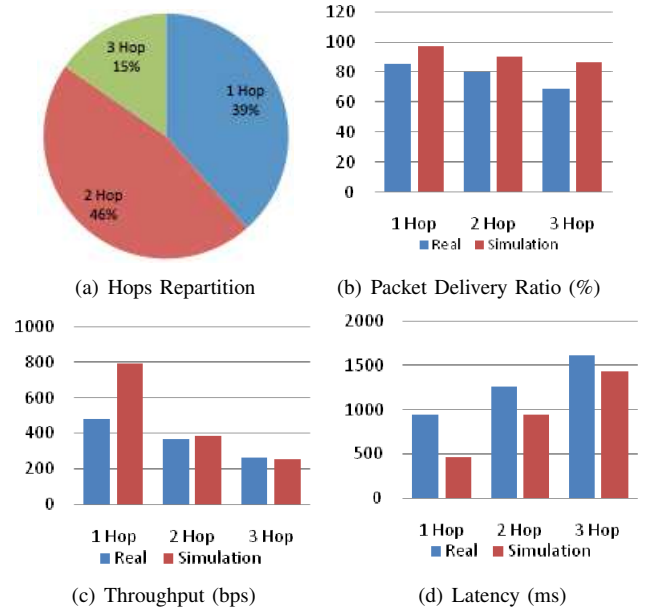 3 Hop
15%
1 Hop
39%
2 Hop
46%
(a) Hops Repartition
120
100
80
60
40
20
0
1 Hop 2 Hop 3 Hop
Real Simulation
(b) Packet Delivery Ratio (%)
1000
800
600
400
200
0
1 Hop 2 Hop 3 Hop
Real Simulation
(c) Throughput (bps)
2000
1500
1000
500
0
1 Hop 2 Hop 3 Hop
Real Simulation
(d) Latency (ms)